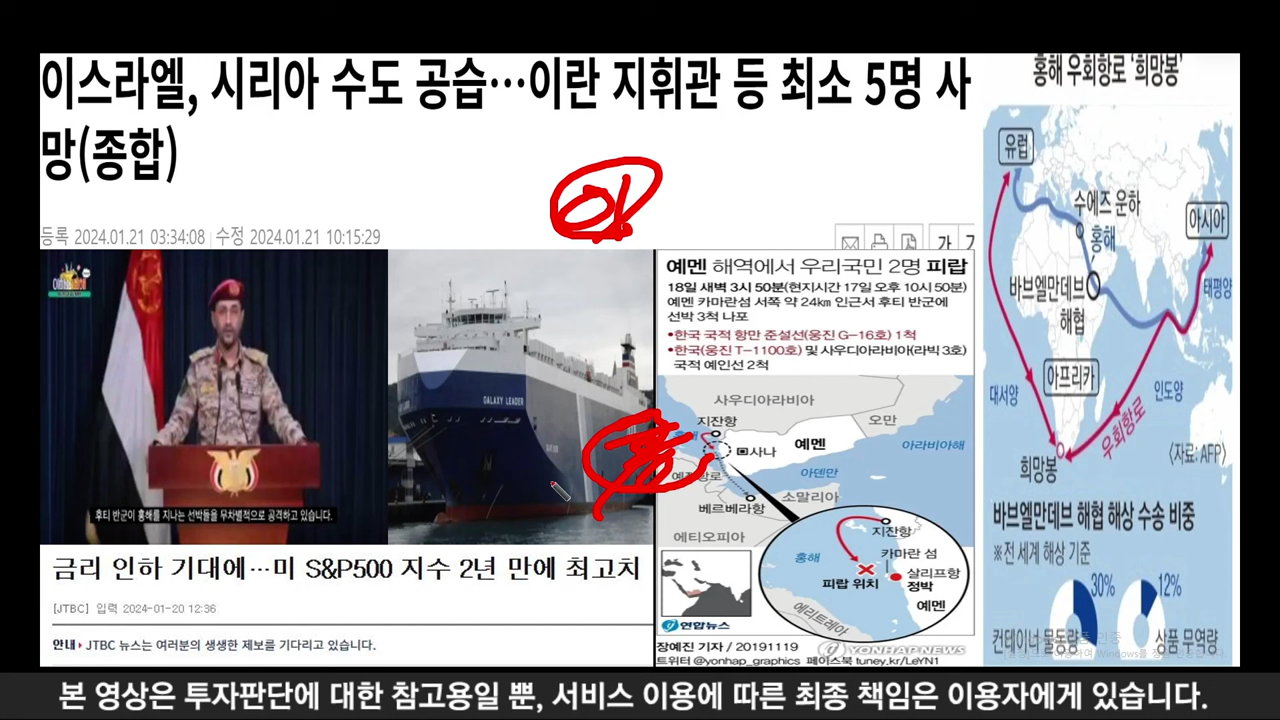 이스라엘, 시리아 수도 공습…이란 지휘관 등 최소 5명 사
망(종합)
등록 2024.01.21 03:34:08 | 수정 2024.01.21 10:15:29
가
후티 반군이 홍해를 지나는 선박들을 무차별적으로 공격하고 있습니다.
GALAXY LEADER
금리 인하 기대에…미 S&P500 지수 2년 만에 최고치
[JTBC] 입력 2024-01-20 12:36
안내 JTBC 뉴스는 여러분의 생생한 제보를 기다리고 있습니다.
예멘 해역에서 우리국민 2명 피랍
18일 새벽 3시 50분(현지시간 17일 오후 10시 50분)
예멘 카마란섬 서쪽 약 24㎞ 인근서 후티 반군에
선박 3척 나포
•한국 국적 항만 준설선(웅진 G-16호) 1척
•한국(웅진 T-1100호) 및 사우디아라비아(라빅 3호)
국적 예인선 2척
사우디아라비아
오만
지잔항
예멘
사나
아라비아해
아덴만
소말리아
베르베라항
에티오피아
지잔항
홍해
카마란 섬
피랍 위치
살리프항
정박
예멘
에리트레아
연합뉴스
YONHAPNEWS
장예진 기자 / 20191119
트위터 @yonhap_graphics 페이스북 tuney.kr/LeYN1
홍해 우회항로 ‘희망봉’
유럽
수에즈 운하
홍해
아시아
바브엘만데브
해협
태평양
아프리카
대서양
인도양
우회항로
희망봉
〈자료: AFP〉
바브엘만데브 해협 해상 수송 비중
※전 세계 해상 기준
30%
12%
컨테이너 물동량
상품 무역량
본 영상은 투자판단에 대한 참고용일 뿐, 서비스 이용에 따른 최종 책임은 이용자에게 있습니다.